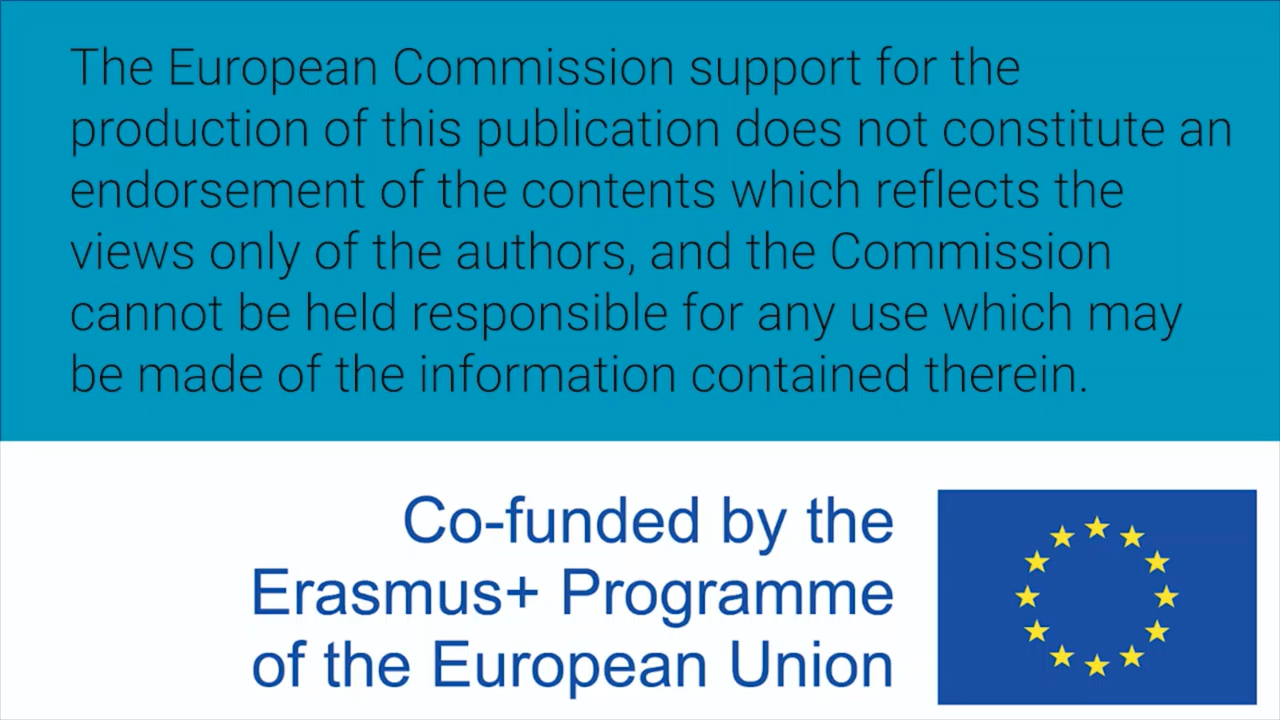 The European Commission support for the
production of this publication does not constitute an
endorsement of the contents which reflects the
views only of the authors, and the Commission
cannot be held responsible for any use which may
be made of the information contained therein.
Co-funded by the
Erasmus+ Programme
of the European Union